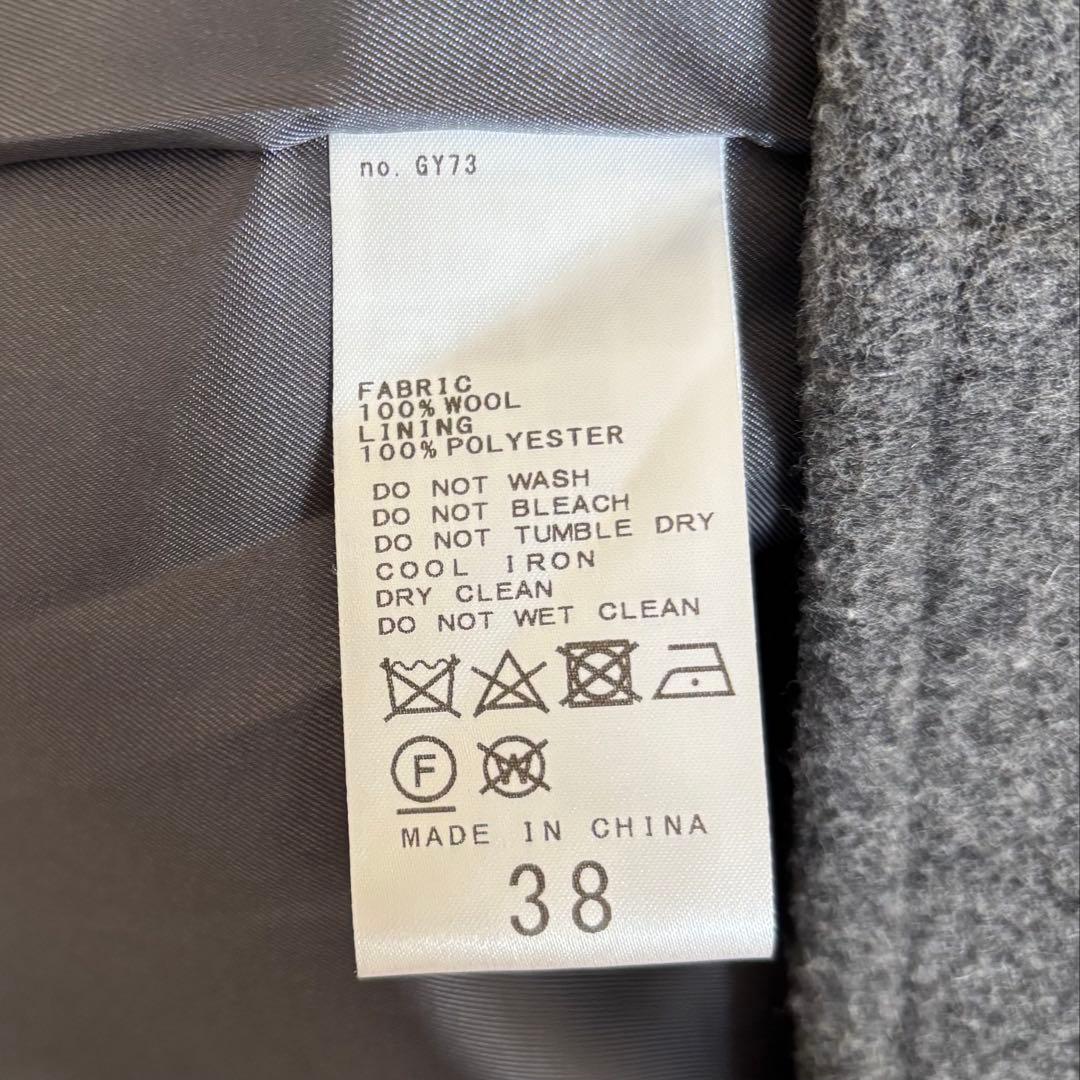 no. GY73
FABRIC
100% WOOL
LINING
100% POLYESTER
DO NOT WASH
DO NOT BLEACH
DO NOT TUMBLE DRY
COOL IRON
DRY CLEAN
DO NOT WET CLEAN
F W
MADE IN CHINA
38